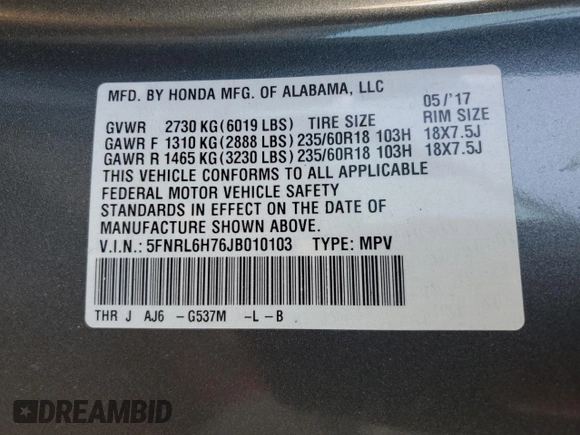 MFD. BY HONDA MFG. OF ALABAMA, LLC
05/'17
GVWR 2730 KG(6019 LBS) TIRE SIZE RIM SIZE
GAWR F 1310 KG(2888 LBS)235/60R18 103H 18X7.5J
GAWR R 1465 KG(3230 LBS)235/60R18 103H 18X7.5J
THIS VEHICLE CONFORMS TO ALL APPLICABLE
FEDERAL MOTOR VEHICLE SAFETY
STANDARDS IN EFFECT ON THE DATE OF
MANUFACTURE SHOWN ABOVE.
V.I.N.: 5FNRL6H76JB010103 TYPE: MPV
THR J AJ6 -G537M -L-B
DREAMBID